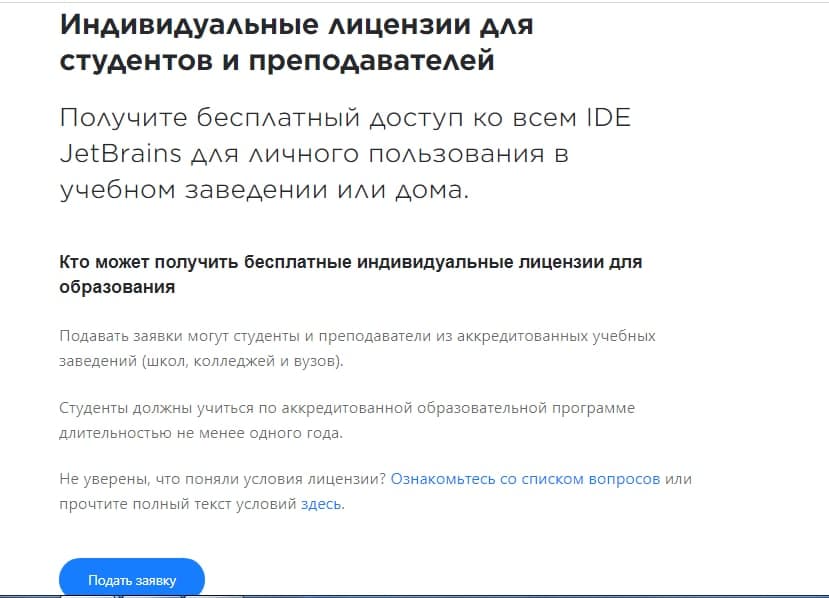 Индивидуальные лицензии для
студентов и преподавателей
Получите бесплатный доступ ко всем IDE
JetBrains для личного пользования в
учебном заведении или дома.
Кто может получить бесплатные индивидуальные лицензии для
образования
Подавать заявки могут студенты и преподаватели из аккредитованных учебных
заведений (школ, колледжей и вузов).
Студенты должны учиться по аккредитованной образовательной программе
длительностью не менее одного года.
Не уверены, что поняли условия лицензии? Ознакомьтесь со списком вопросов или
прочтите полный текст условий здесь.
Подать заявку